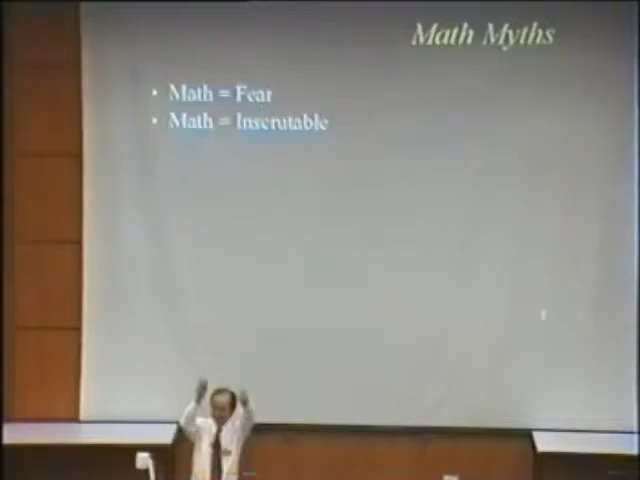 Math Myths
• Math = Fear
• Math = Inscrutable